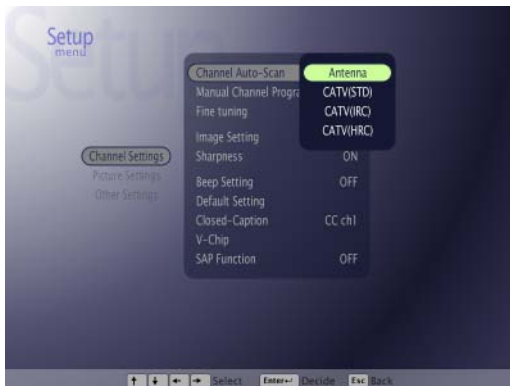 Setup
menu
Channel Auto-Scan
Antenna
Manual Channel Progra
CATV(STD)
Fine tuning
CATV(IRC)
CATV(HRC)
Image Setting
Channel Settings
Sharpness ON
Picture Settings
Beep Setting OFF
Other Settings
Default Setting
Closed-Caption CC ch1
V-Chip
SAP Function OFF
↑ ↓ ← → Select Enter↵ Decide Esc Back